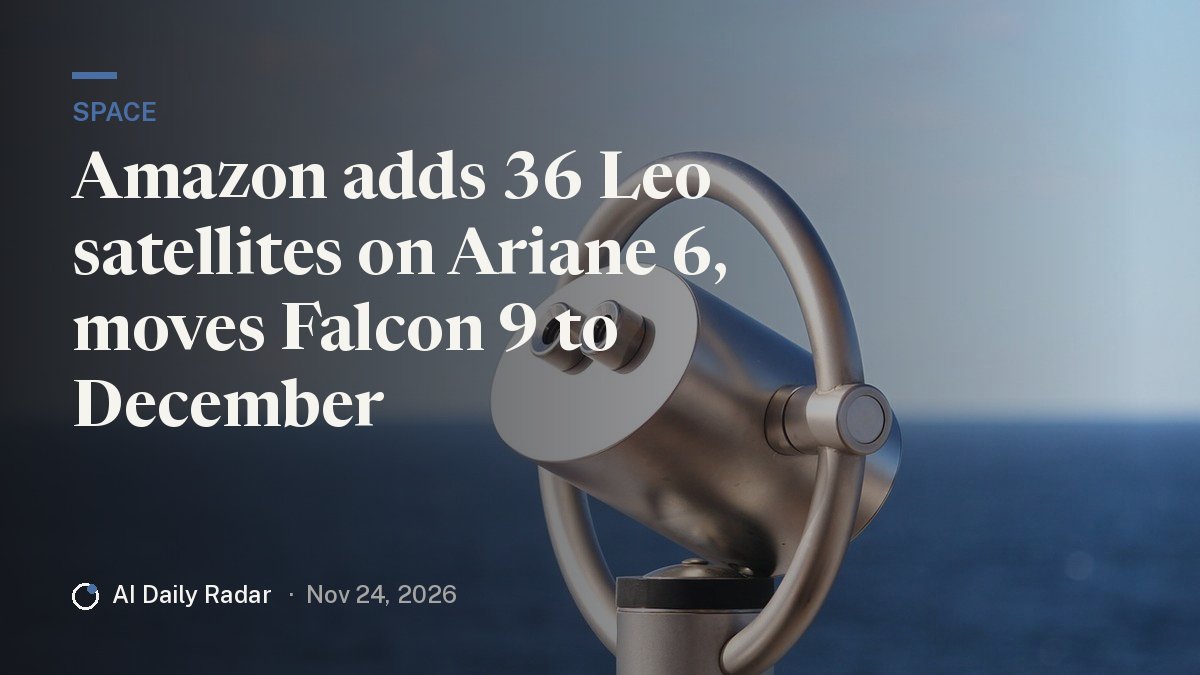 SPACE
Amazon adds 36 Leo
satellites on Ariane 6,
moves Falcon 9 to
December
AI Daily Radar · Nov 24, 2026